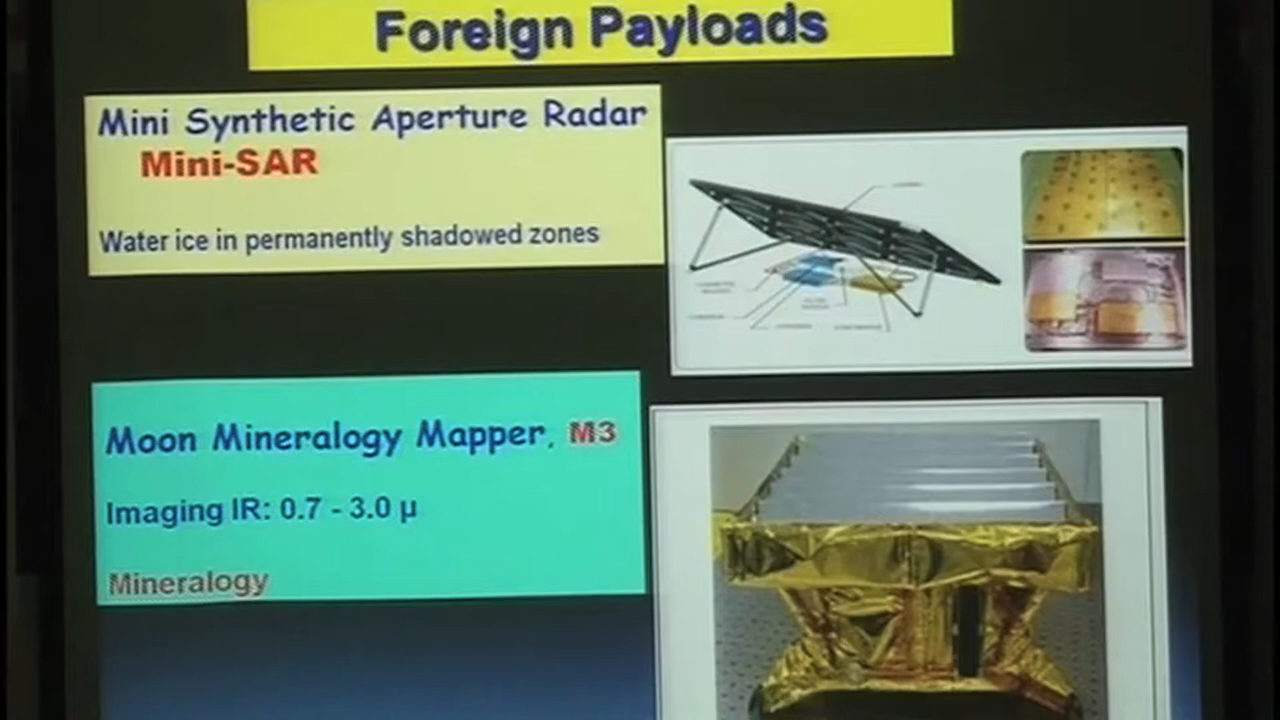 Foreign Payloads
Mini Synthetic Aperture Radar
Mini-SAR
Water ice in permanently shadowed zones
Moon Mineralogy Mapper, M3
Imaging IR: 0.7 - 3.0 µ
Mineralogy